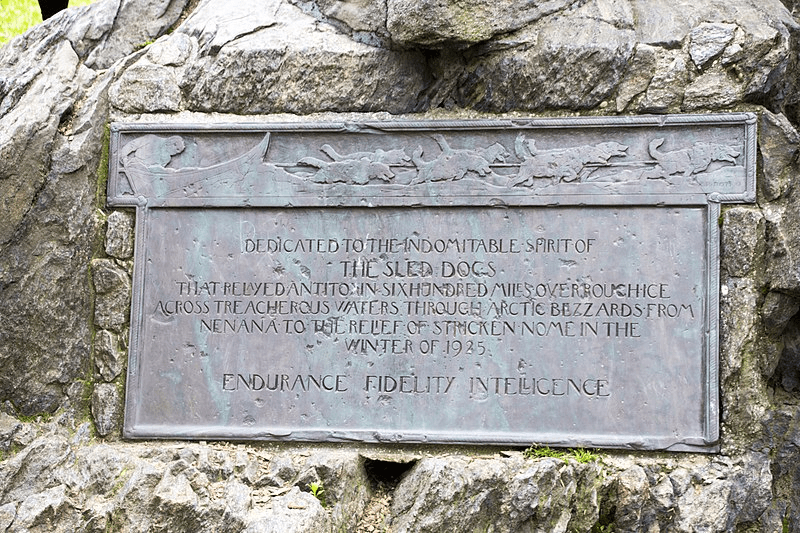 DEDICATED TO THE INDOMITABLE SPIRIT OF
THE SLED DOGS
THAT RELYED ANTITOXIN SIX HUNDRED MILES OVER ROUGH ICE
ACROSS TREACHEROUS WATERS THROUGH ARCTIC BEZZARDS FROM
NENANA TO THE RELIEF OF STRICKEN NOME IN THE
WINTER OF 1925.
ENDURANCE FIDELITY INTELLIGENCE